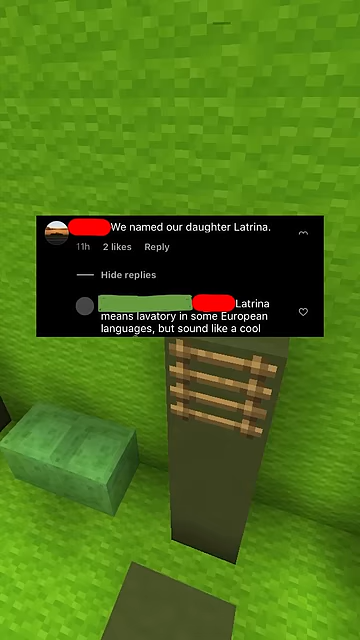 We named our daughter Latrina.
11h 2 likes Reply
Hide replies
Latrina
means lavatory in some European
languages, but sound like a cool